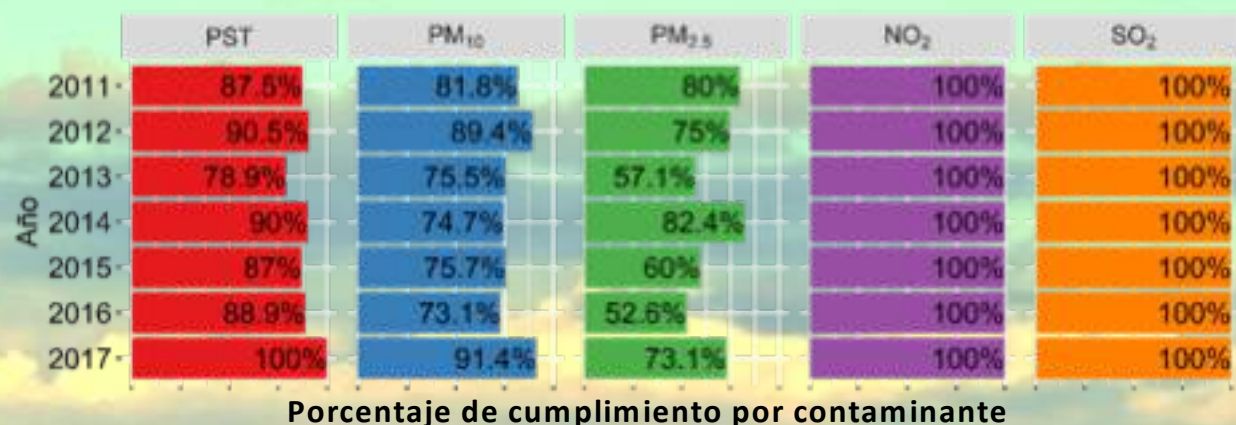 PST PM₁₀ PM₂.₅ NO₂ SO₂
2011 87.5% 81.8% 80% 100% 100%
2012 90.5% 89.4% 75% 100% 100%
2013 78.9% 75.5% 57.1% 100% 100%
Año
2014 90% 74.7% 82.4% 100% 100%
2015 87% 75.7% 60% 100% 100%
2016 88.9% 73.1% 52.6% 100% 100%
2017 100% 91.4% 73.1% 100% 100%
Porcentaje de cumplimiento por contaminante